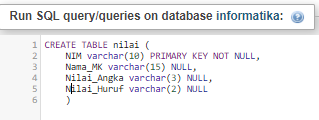 Run SQL query/queries on database informatika:
1 CREATE TABLE nilai (
2 NIM varchar(10) PRIMARY KEY NOT NULL,
3 Nama_MK varchar(15) NULL,
4 Nilai_Angka varchar(3) NULL,
5 Nilai_Huruf varchar(2) NULL
6 )